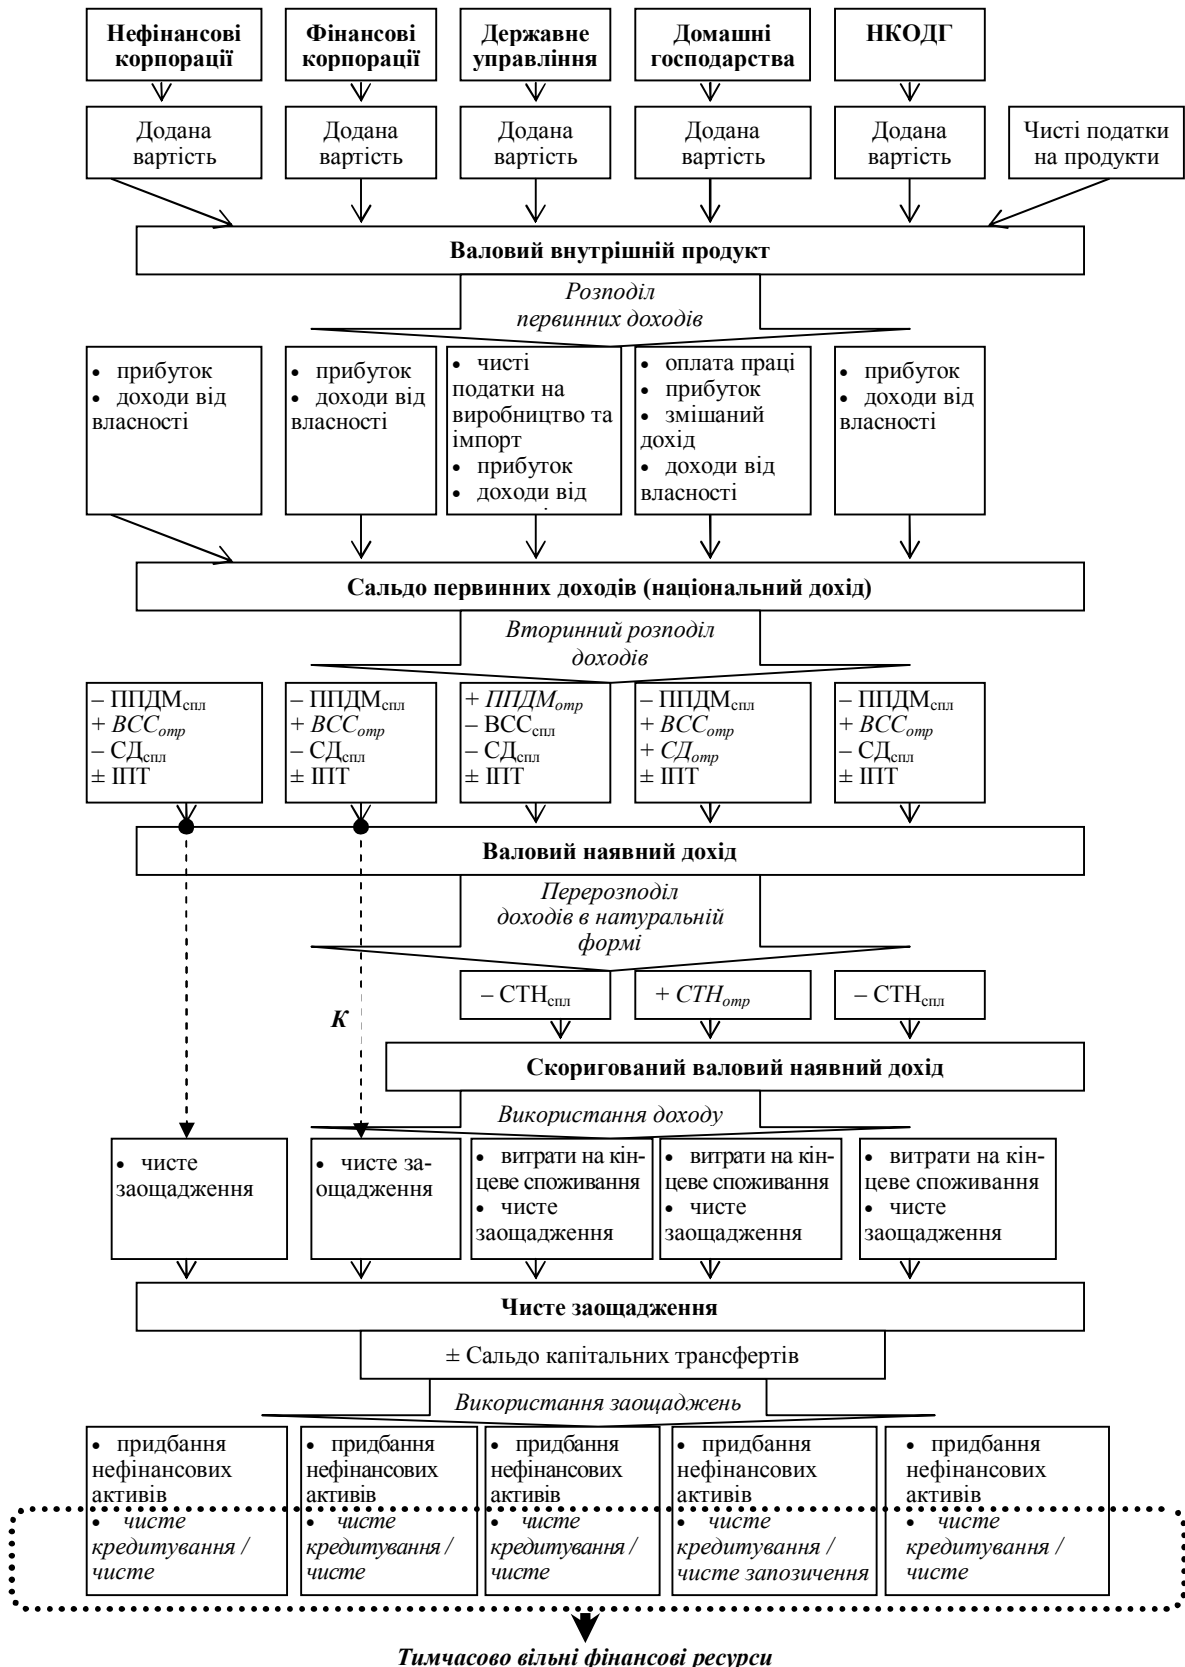 Нефінансові
корпорації
Фінансові
корпорації
Державне
управління
Домашні
господарства
НКОДГ
Додана
вартість
Додана
вартість
Додана
вартість
Додана
вартість
Додана
вартість
Чисті податки
на продукти
Валовий внутрішній продукт
Розподіл
первинних доходів
• прибуток
• доходи від
власності
• прибуток
• доходи від
власності
• чисті
податки на
виробництво та
імпорт
• прибуток
• доходи від
• оплата праці
• прибуток
• змішаний
дохід
• доходи від
власності
• прибуток
• доходи від
власності
Сальдо первинних доходів (національний дохід)
Вторинний розподіл
доходів
– ППДМспл
+ ВССотр
– СДспл
± ІПТ
– ППДМспл
+ ВССотр
– СДспл
± ІПТ
+ ППДМотр
– ВССспл
– СДспл
± ІПТ
– ППДМспл
+ ВССотр
+ СДотр
± ІПТ
– ППДМспл
+ ВССотр
– СДспл
± ІПТ
Валовий наявний дохід
Перерозподіл
доходів в натуральній
формі
– СТНспл
+ СТНотр
– СТНспл
К
Скоригований валовий наявний дохід
Використання доходу
• чисте
заощадження
• чисте за-
ощадження
• витрати на кін-
цеве споживання
• чисте
заощадження
• витрати на кін-
цеве споживання
• чисте
заощадження
• витрати на кін-
цеве споживання
• чисте
заощадження
Чисте заощадження
± Сальдо капітальних трансфертів
Використання заощаджень
• придбання
нефінансових
активів
• чисте
кредитування /
чисте
• придбання
нефінансових
активів
• чисте
кредитування /
чисте
• придбання
нефінансових
активів
• чисте
кредитування /
чисте
• придбання
нефінансових
активів
• чисте
кредитування /
чисте запозичення
• придбання
нефінансових
активів
• чисте
кредитування /
чисте
Тимчасово вільні фінансові ресурси